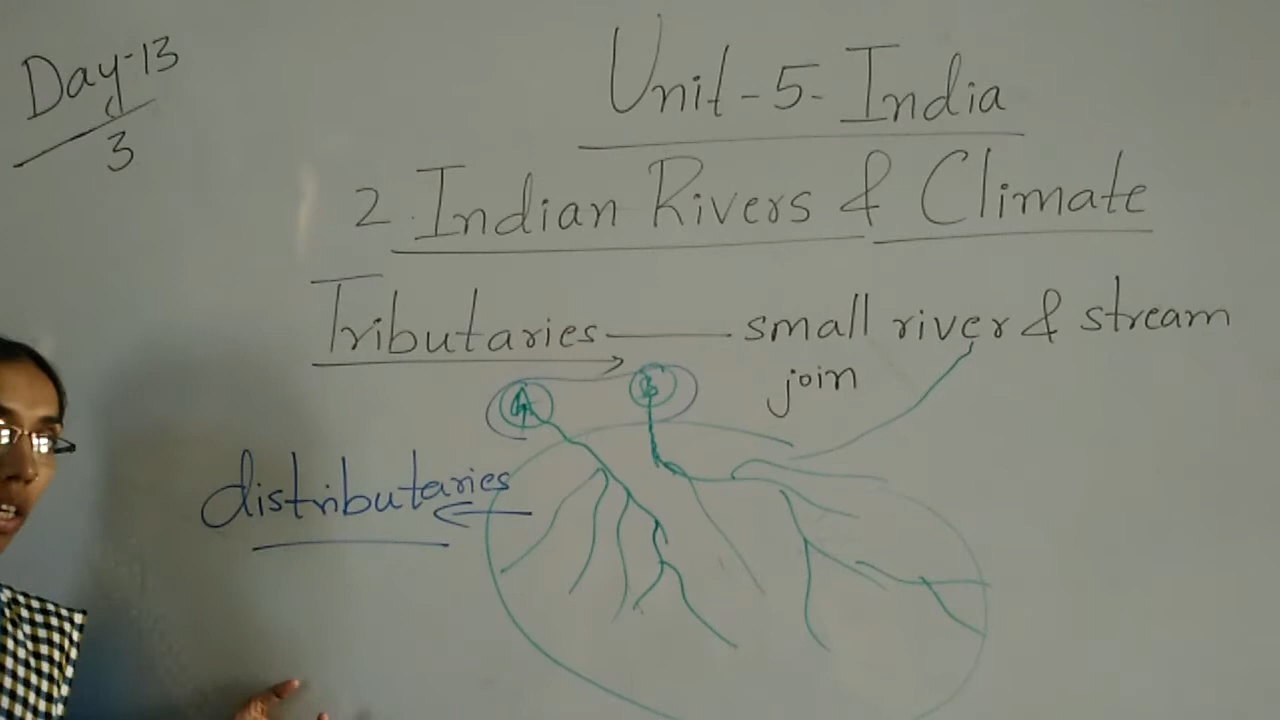 Day-13
3
Unit-5-India
2. Indian Rivers & Climate
Tributaries — small river & stream
join
A B
distributaries